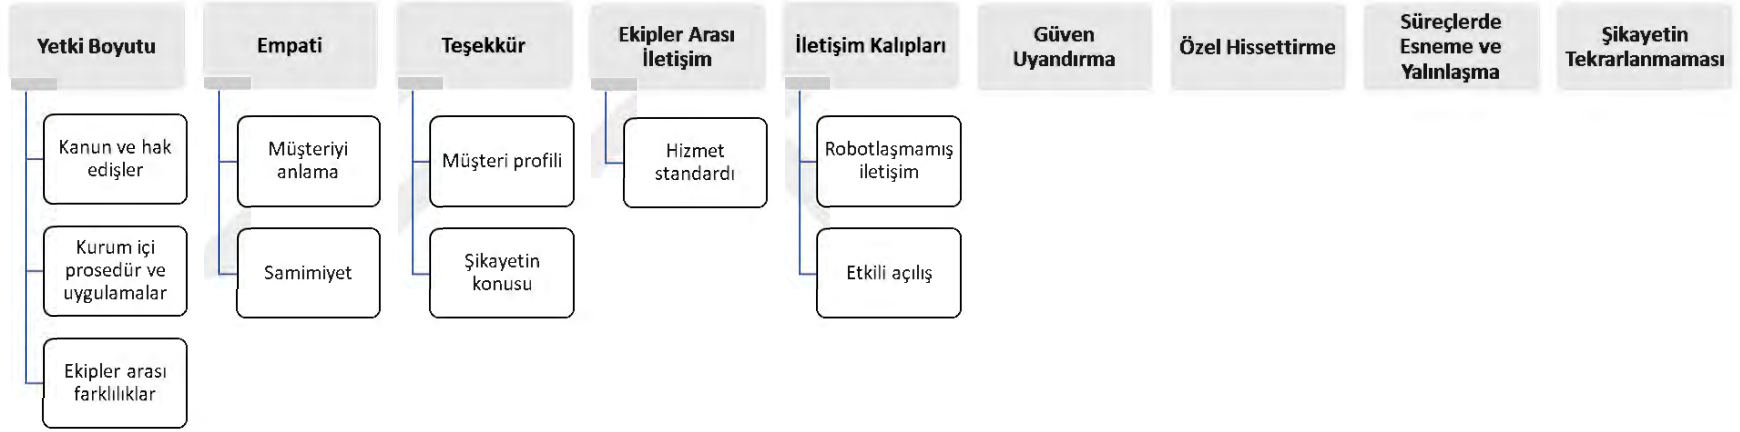 Yetki Boyutu
Kanun ve hak
edişler
Kurum içi
prosedür ve
uygulamalar
Ekipler arası
farklılıklar
Empati
Müşteriyi
anlama
Samimiyet
Teşekkür
Müşteri profili
Şikayetin
konusu
Ekipler Arası
İletişim
Hizmet
standardı
İletişim Kalıpları
Robotlaşmamış
iletişim
Etkili açılış
Güven
Uyandırma
Özel Hissettirme
Süreçlerde
Esneme ve
Yalınlaşma
Şikayetin
Tekrarlanmaması